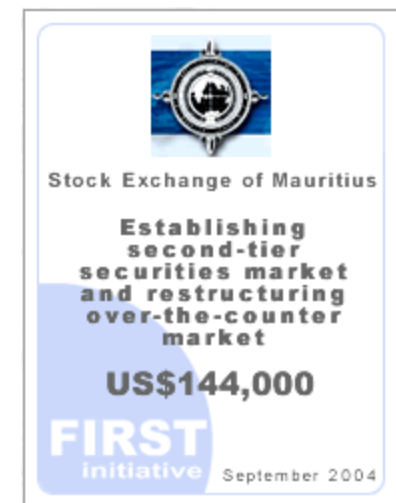 Stock Exchange of Mauritius
Establishing
second-tier
securities market
and restructuring
over-the-counter
market
US$144,000
FIRST
initiative
September 2004